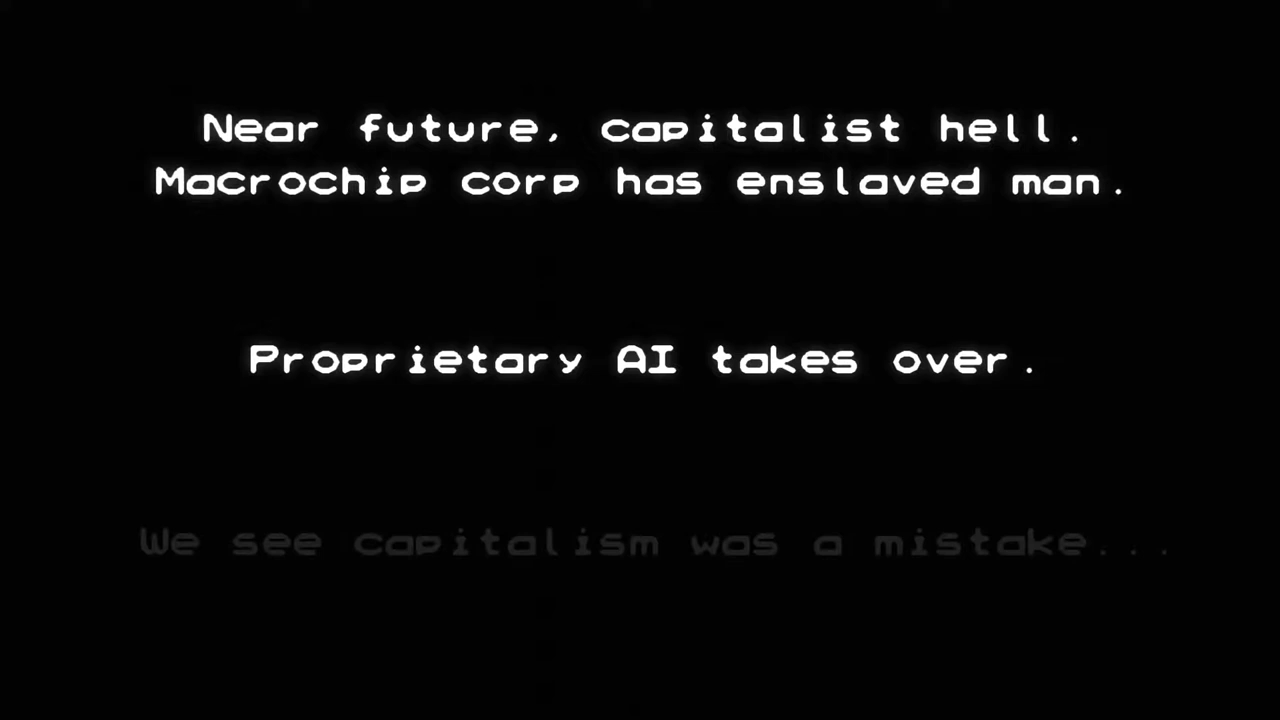 Near future, capitalist hell.
Macrochip corp has enslaved man.
Proprietary AI takes over.
We see capitalism was a mistake...